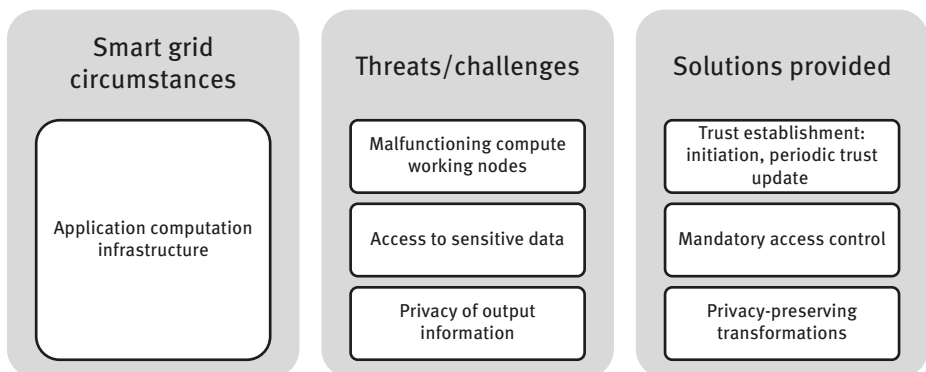 Smart grid
circumstances
Application computation
infrastructure
Threats/challenges
Malfunctioning compute
working nodes
Access to sensitive data
Privacy of output
information
Solutions provided
Trust establishment:
initiation, periodic trust
update
Mandatory access control
Privacy-preserving
transformations